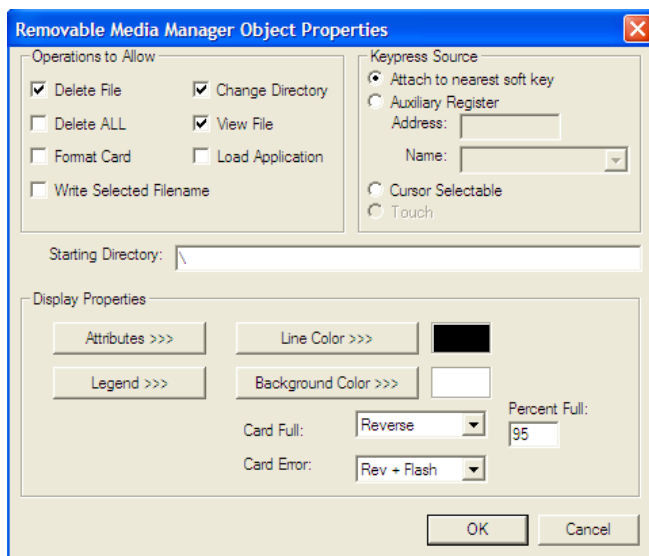 Removable Media Manager Object Properties
Operations to Allow
Delete File
Change Directory
Delete ALL
View File
Format Card
Load Application
Write Selected Filename
Keypress Source
Attach to nearest soft key
Auxiliary Register
Address:
Name:
Cursor Selectable
Touch
Starting Directory: \
Display Properties
Attributes >>>
Line Color >>>
Legend >>>
Background Color >>>
Card Full: Reverse
Percent Full:
95
Card Error: Rev + Flash
OK
Cancel